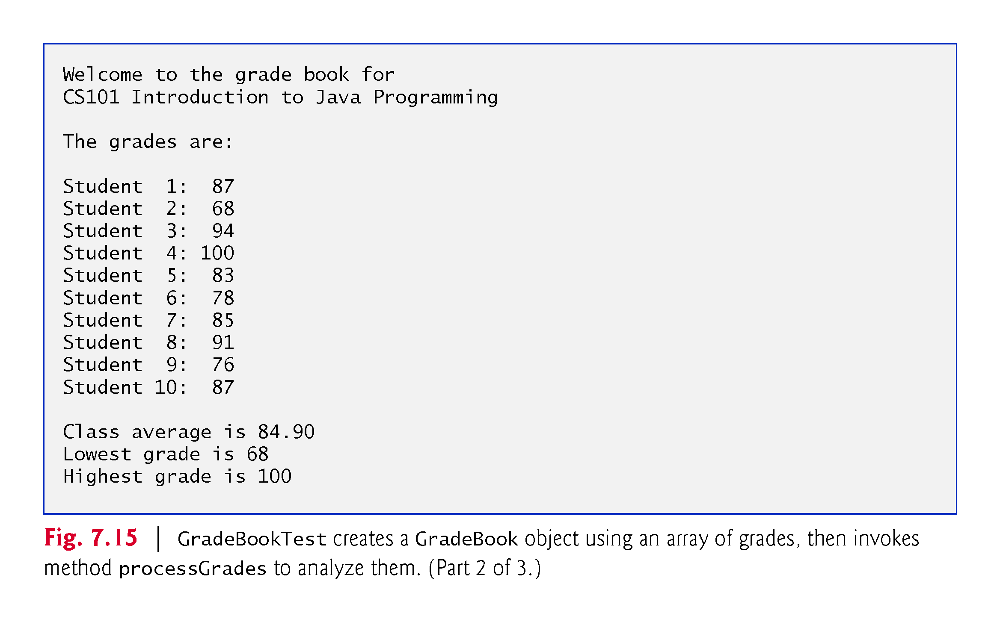 Welcome to the grade book for
CS101 Introduction to Java Programming
The grades are:
Student  1:  87
Student  2:  68
Student  3:  94
Student  4: 100
Student  5:  83
Student  6:  78
Student  7:  85
Student  8:  91
Student  9:  76
Student 10:  87
Class average is 84.90
Lowest grade is 68
Highest grade is 100
Fig. 7.15 | GradeBookTest creates a GradeBook object using an array of grades, then invokes
method processGrades to analyze them. (Part 2 of 3.)